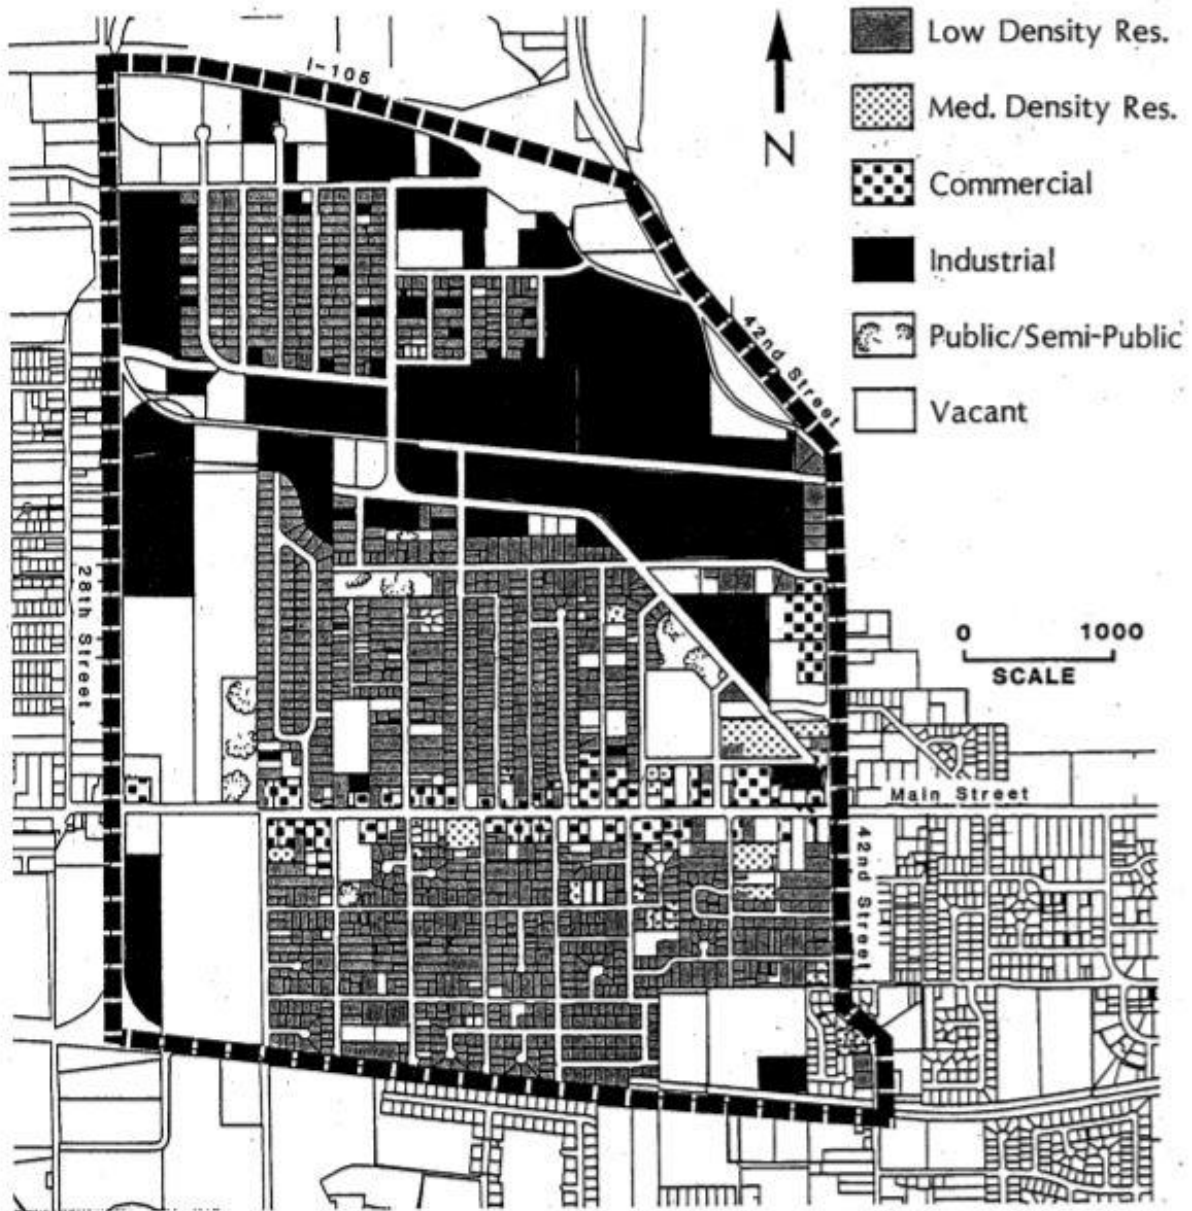 Low Density Res.
Med. Density Res.
Commercial
Industrial
Public/Semi-Public
Vacant
N
I-105
42nd Street
28th Street
0 1000
SCALE
Main Street
42nd Street